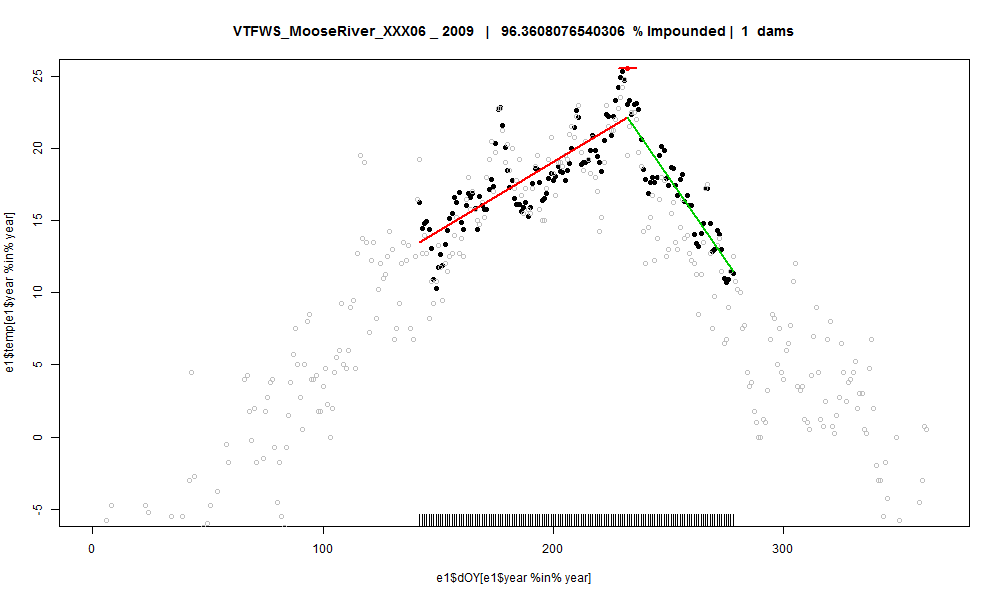 VTFWS_MooseRiver_XXX06 _ 2009 | 96.3608076540306 % Impounded | 1 dams
e1$temp[e1$year %in% year]
25
20
15
10
5
0
-5
0 100 200 300
e1$dOY[e1$year %in% year]